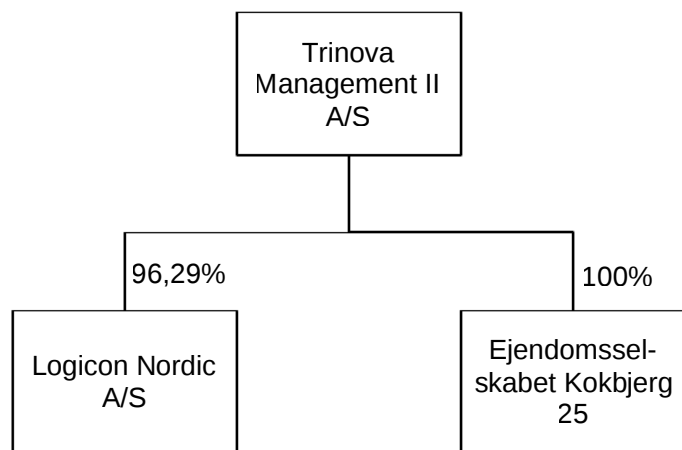 Trinova
Management II
A/S
96,29%
100%
Logicon Nordic
A/S
Ejendomssel-
skabet Kokbjerg
25